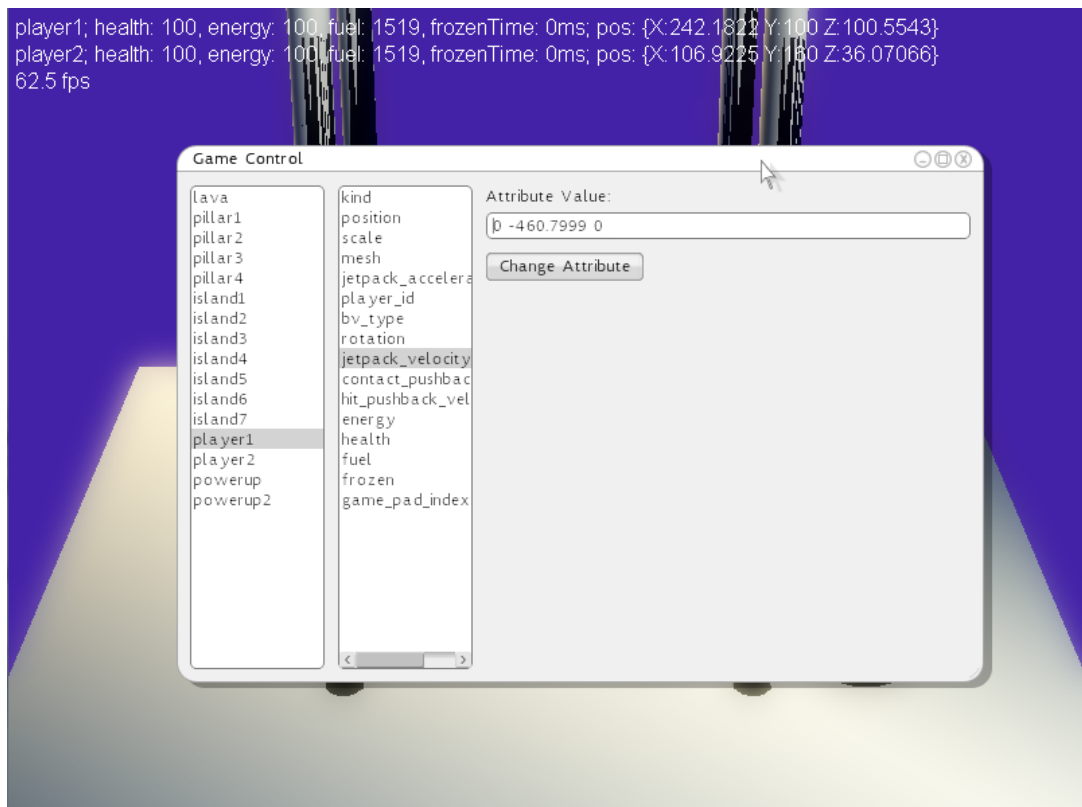 player1; health: 100, energy: 100, fuel: 1519, frozenTime: 0ms; pos: {X:242.1822 Y:100 Z:100.5543}
player2; health: 100, energy: 100, fuel: 1519, frozenTime: 0ms; pos: {X:106.9225 Y:160 Z:36.07066}
62.5 fps
Game Control
lava
pillar1
pillar2
pillar3
pillar4
island1
island2
island3
island4
island5
island6
island7
player1
player2
powerup
powerup2
kind
position
scale
mesh
jetpack_accelera
player_id
bv_type
rotation
jetpack_velocity
contact_pushbac
hit_pushback_vel
energy
health
fuel
frozen
game_pad_index
Attribute Value:
0 -460.7999 0
Change Attribute